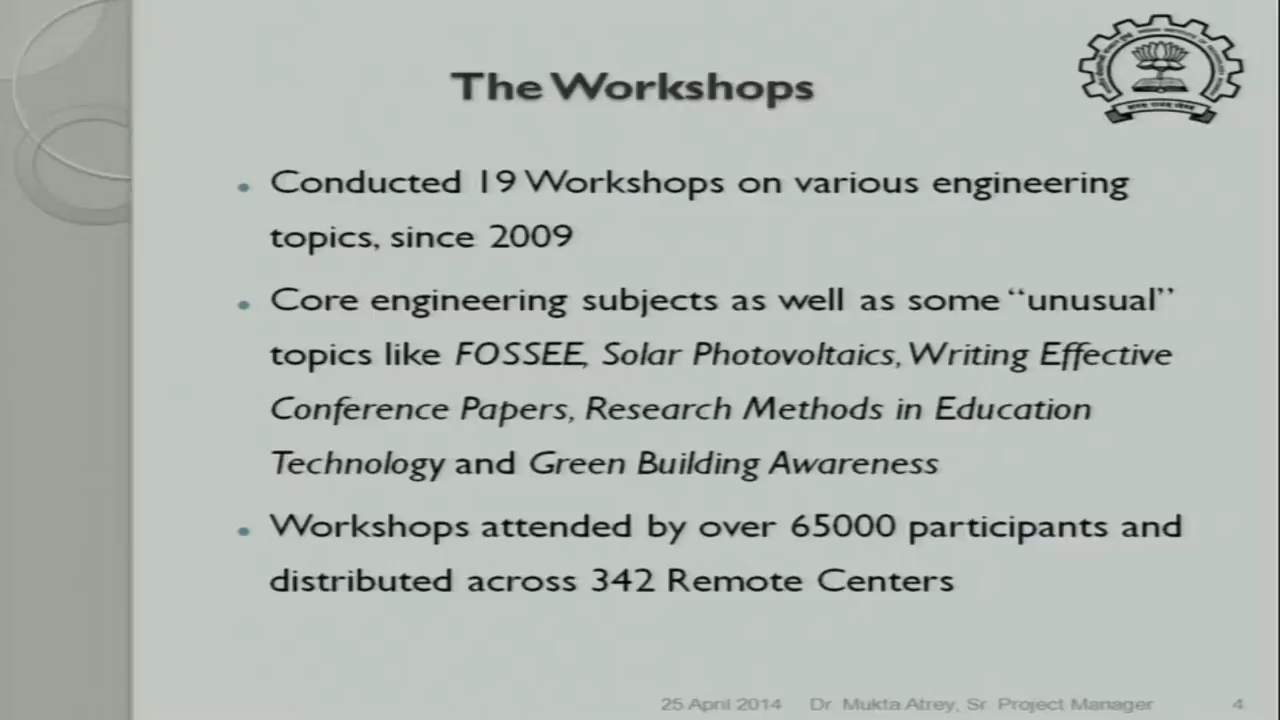 The Workshops
Conducted 19 Workshops on various engineering
topics, since 2009
Core engineering subjects as well as some “unusual”
topics like FOSSEE, Solar Photovoltaics, Writing Effective
Conference Papers, Research Methods in Education
Technology and Green Building Awareness
Workshops attended by over 65000 participants and
distributed across 342 Remote Centers
25 April 2014 Dr. Mukta Atrey, Sr. Project Manager 4